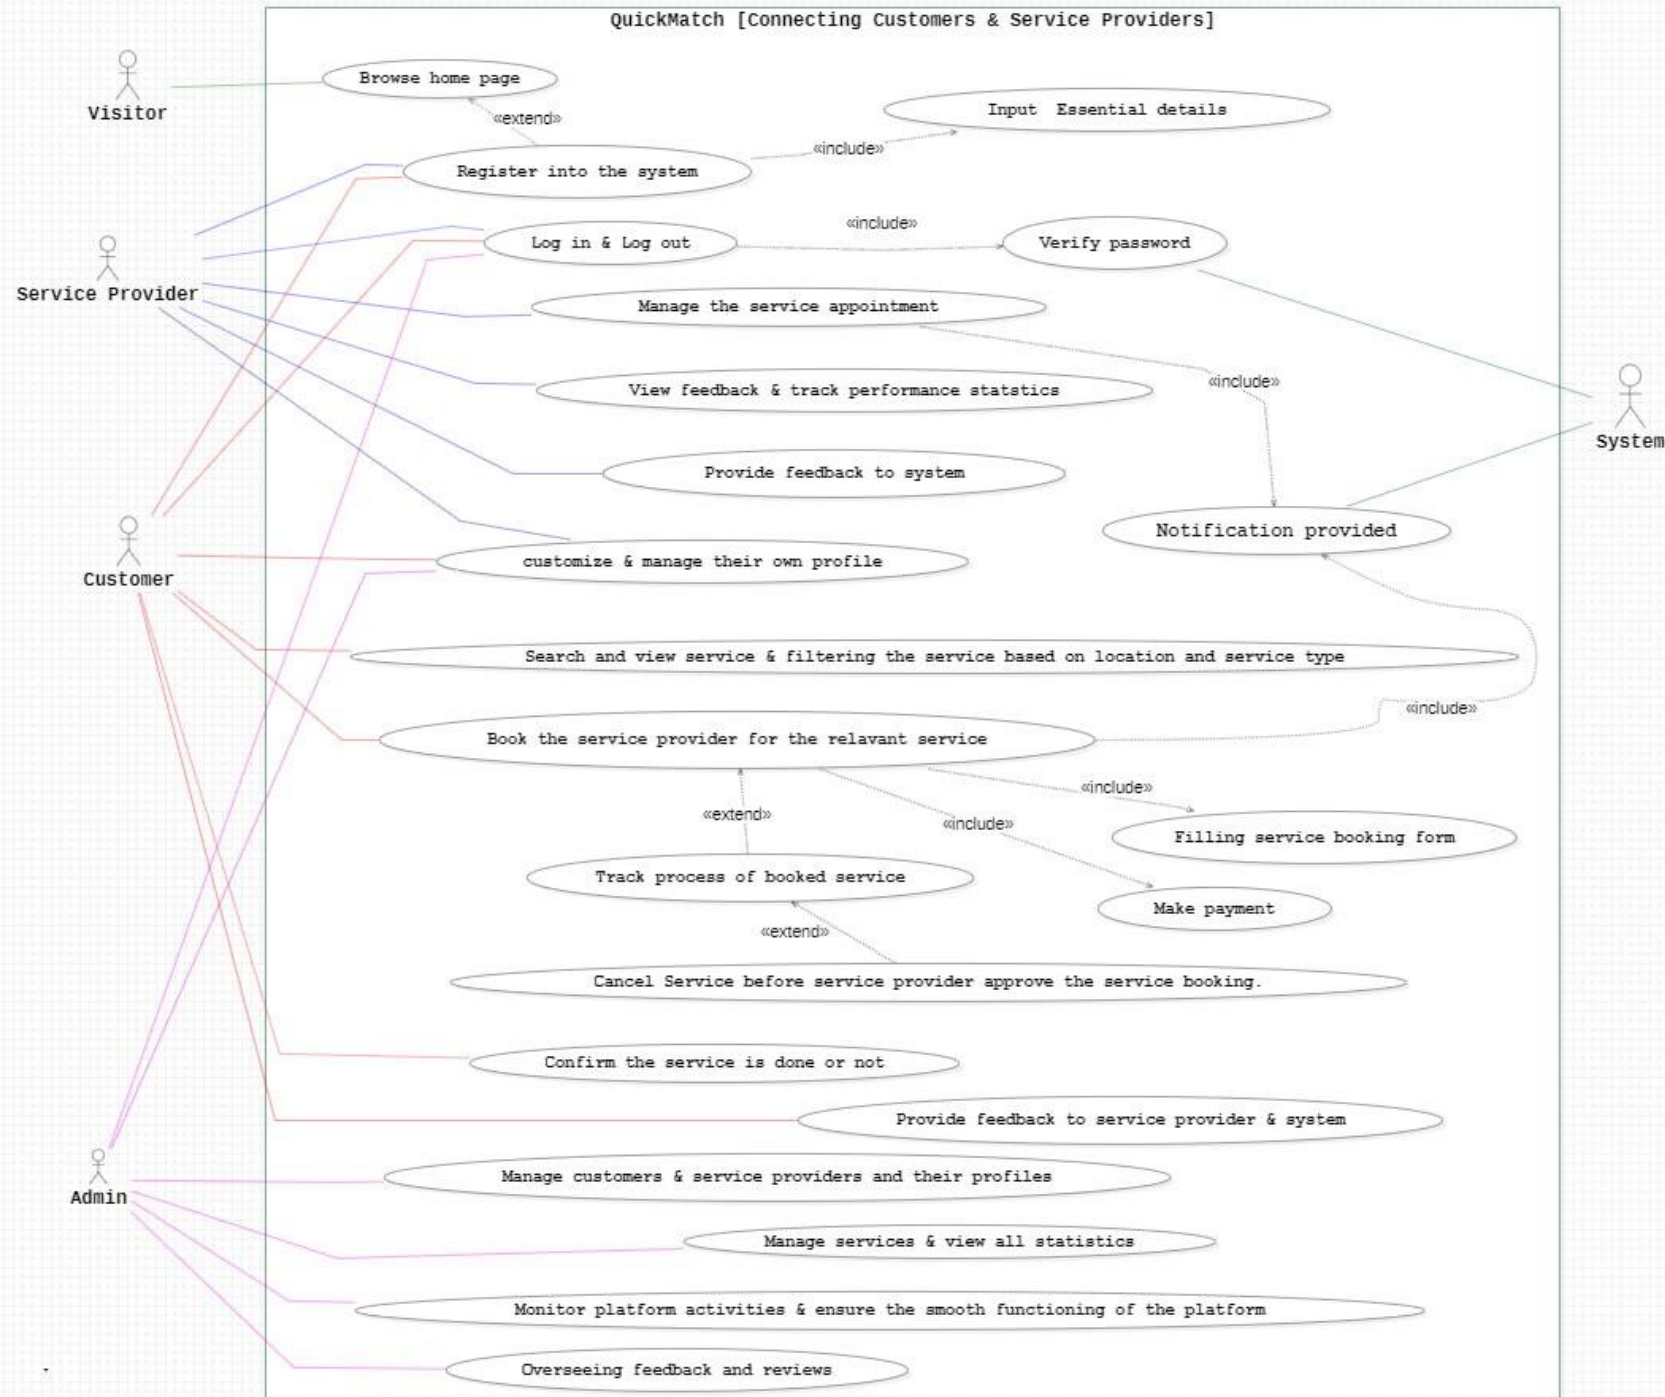 QuickMatch [Connecting Customers & Service Providers]
Browse home page
Visitor
Input Essential details
«extend»
«include»
Register into the system
«include»
Log in & Log out
Verify password
Service Provider
Manage the service appointment
«include»
View feedback & track performance statstics
System
Provide feedback to system
Notification provided
customize & manage their own profile
Customer
Search and view service & filtering the service based on location and service type
«include»
Book the service provider for the relavant service
«include»
«extend»
«include»
Filling service booking form
Track process of booked service
Make payment
«extend»
Cancel Service before service provider approve the service booking.
Confirm the service is done or not
Provide feedback to service provider & system
Manage customers & service providers and their profiles
Admin
Manage services & view all statistics
Monitor platform activities & ensure the smooth functioning of the platform
Overseeing feedback and reviews